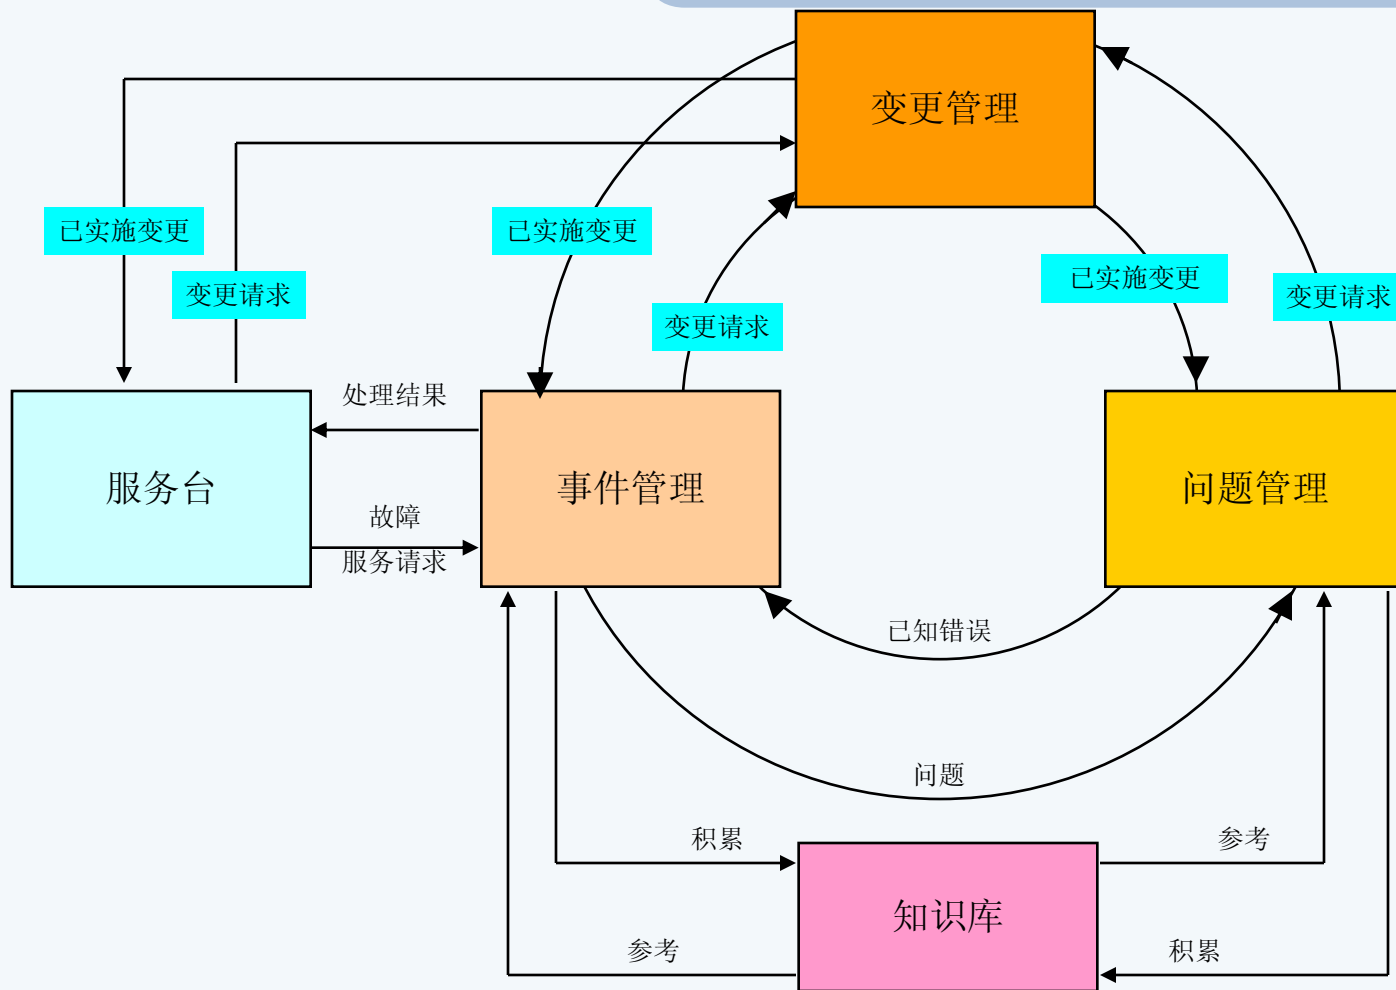 变更管理
已实施变更
已实施变更
变更请求
变更请求
已实施变更
变更请求
处理结果
服务台
事件管理
问题管理
故障
服务请求
已知错误
问题
积累
参考
知识库
参考
积累